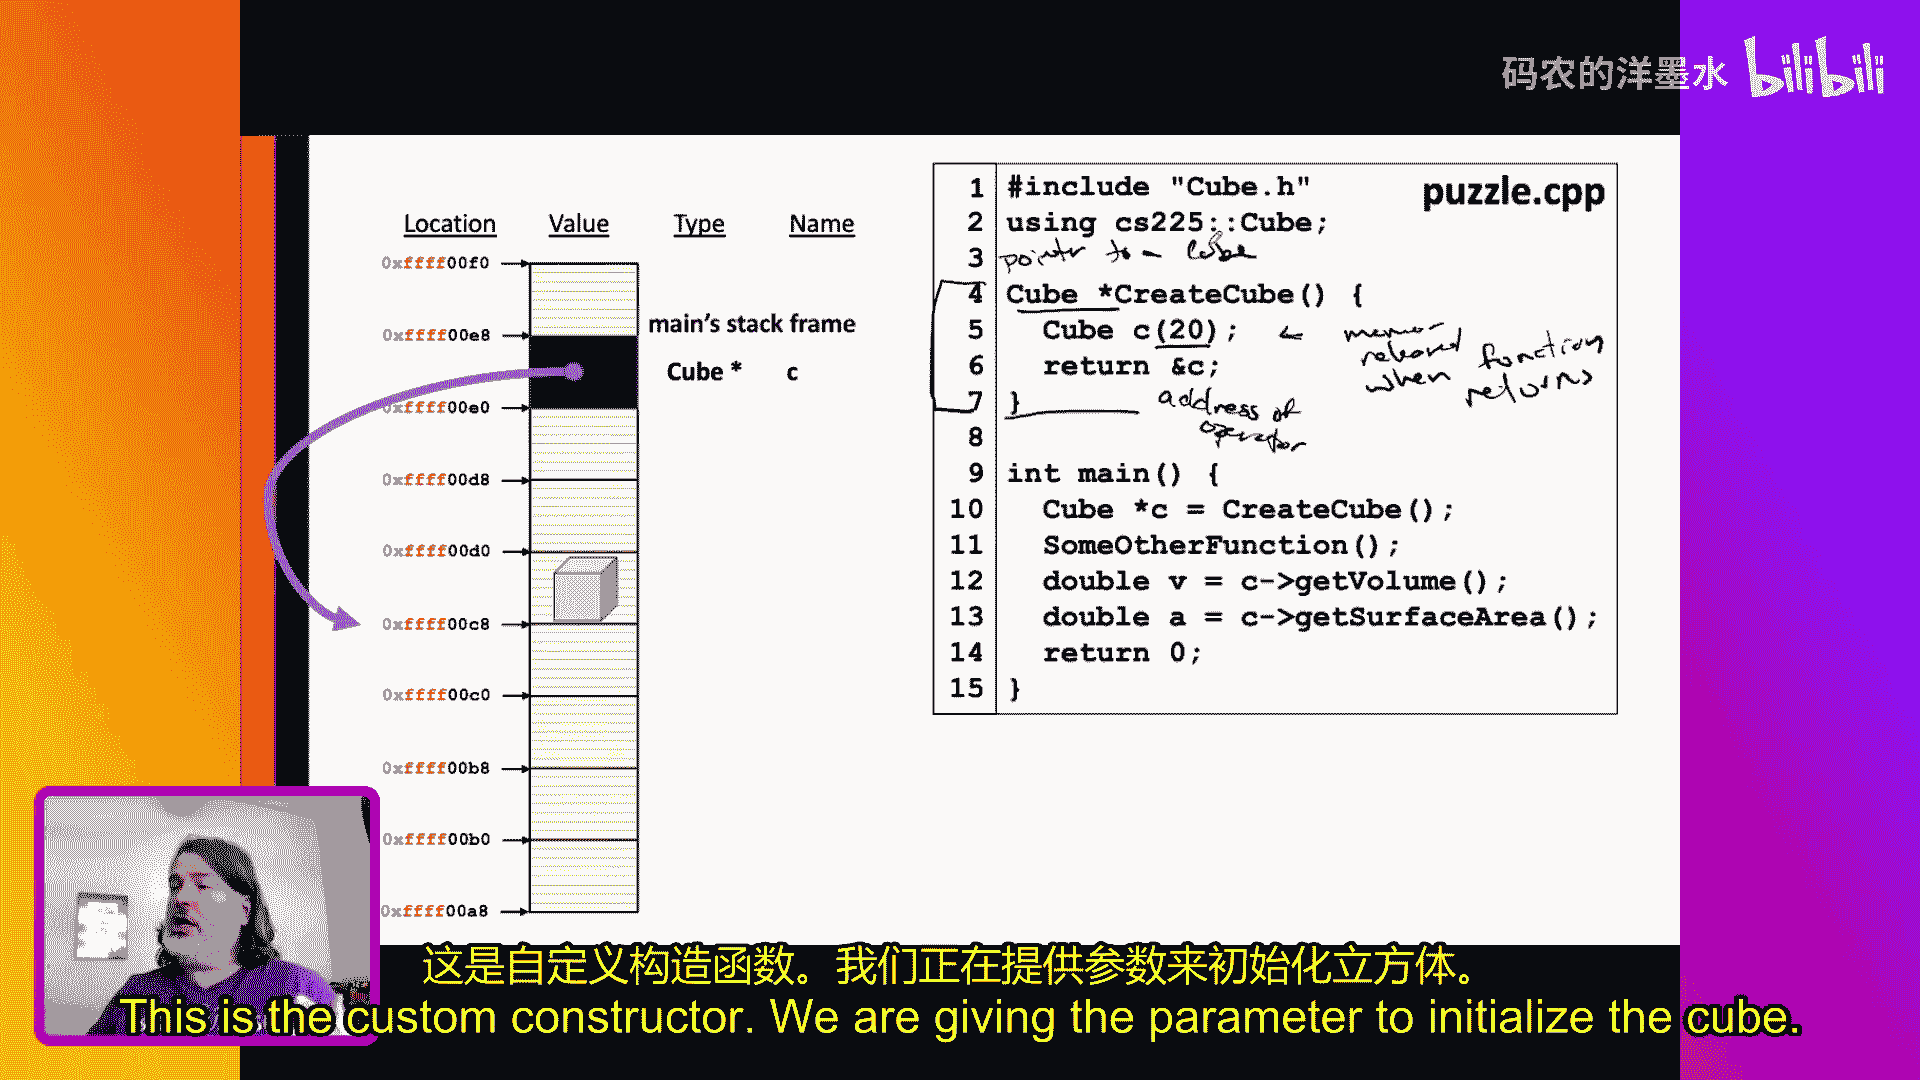 码农的洋墨水 bilibili
Location Value Type Name
0xffff00f0
main's stack frame
0xffff00e8
Cube * c
0xffff00e0
0xffff00d8
0xffff00d0
0xffff00c8
0xffff00c0
0xffff00b8
0xffff00b0
0xffff00a8
puzzle.cpp
1 #include "Cube.h"
2 using cs225::Cube;
3
pointr to a Cube
4 Cube *CreateCube() {
5 Cube c(20);
6 return &c;
7 }
8
9 int main() {
10 Cube *c = CreateCube();
11 SomeOtherFunction();
12 double v = c->getVolume();
13 double a = c->getSurfaceArea();
14 return 0;
15 }
when function
returns
address of
operator
这是自定义构造函数。我们正在提供参数来初始化立方体。
This is the custom constructor. We are giving the parameter to initialize the cube.